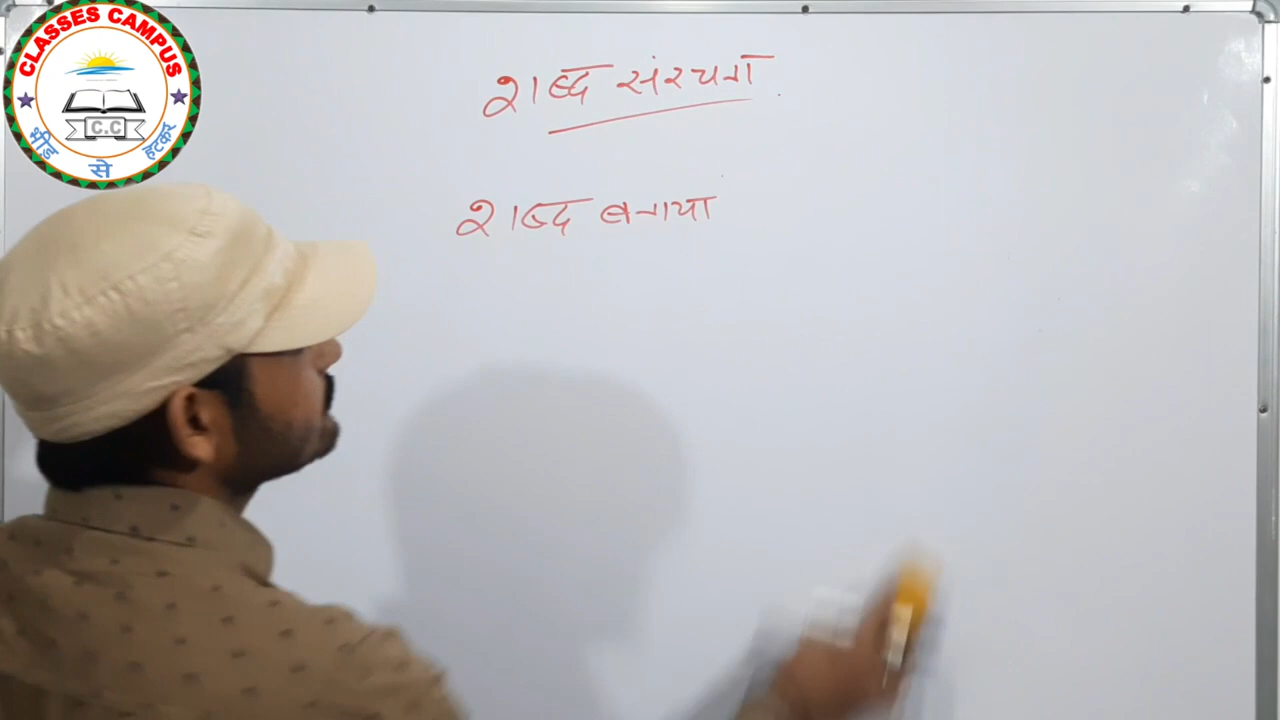 CLASSES CAMPUS
C.C
भीड़ से हटकर
शब्द संरचना
शब्द बनाया